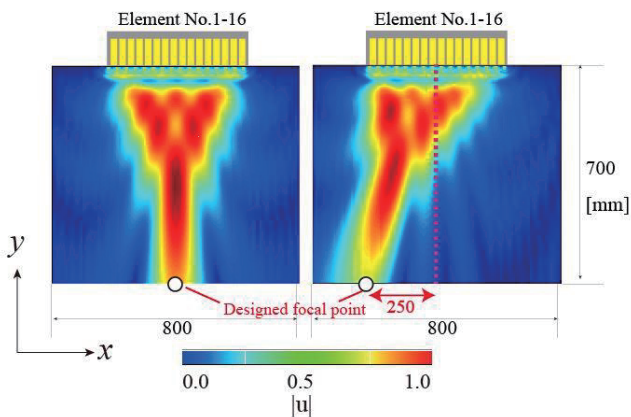 Element No.1-16 Element No.1-16
700
[mm]
y
Designed focal point 250
800 800
x
0.0 0.5 1.0
|u|